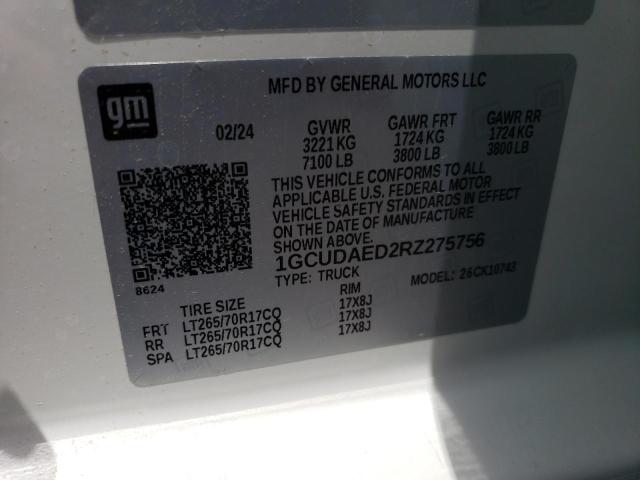 gm
MFD BY GENERAL MOTORS LLC
02/24 GVWR GAWR FRT GAWR RR
3221 KG 1724 KG 1724 KG
7100 LB 3800 LB 3800 LB
THIS VEHICLE CONFORMS TO ALL
APPLICABLE U.S. FEDERAL MOTOR
VEHICLE SAFETY STANDARDS IN EFFECT
ON THE DATE OF MANUFACTURE
SHOWN ABOVE.
1GCUDAED2RZ275756
TYPE: TRUCK MODEL: 26CK10743
8624
TIRE SIZE RIM
FRT LT265/70R17CQ 17X8J
RR LT265/70R17CQ 17X8J
SPA LT265/70R17CQ 17X8J